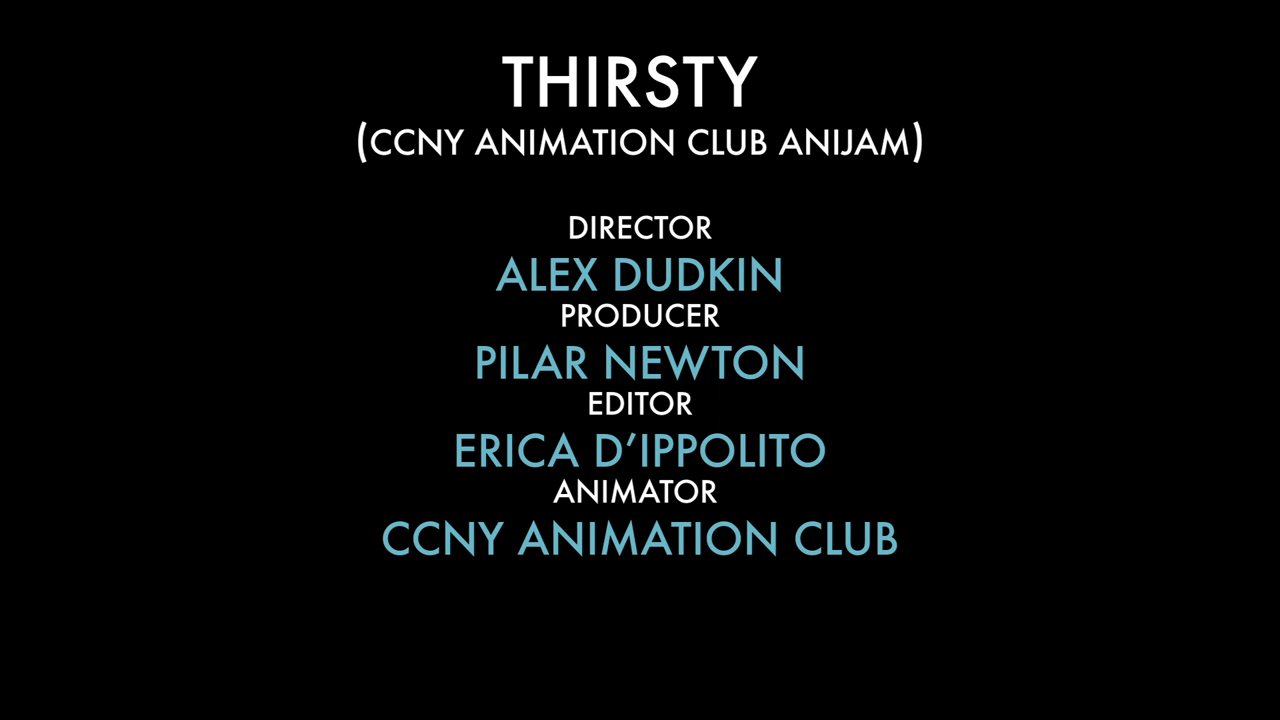 THIRSTY
(CCNY ANIMATION CLUB ANIJAM)
DIRECTOR
ALEX DUDKIN
PRODUCER
PILAR NEWTON
EDITOR
ERICA D’IPPOLITO
ANIMATOR
CCNY ANIMATION CLUB